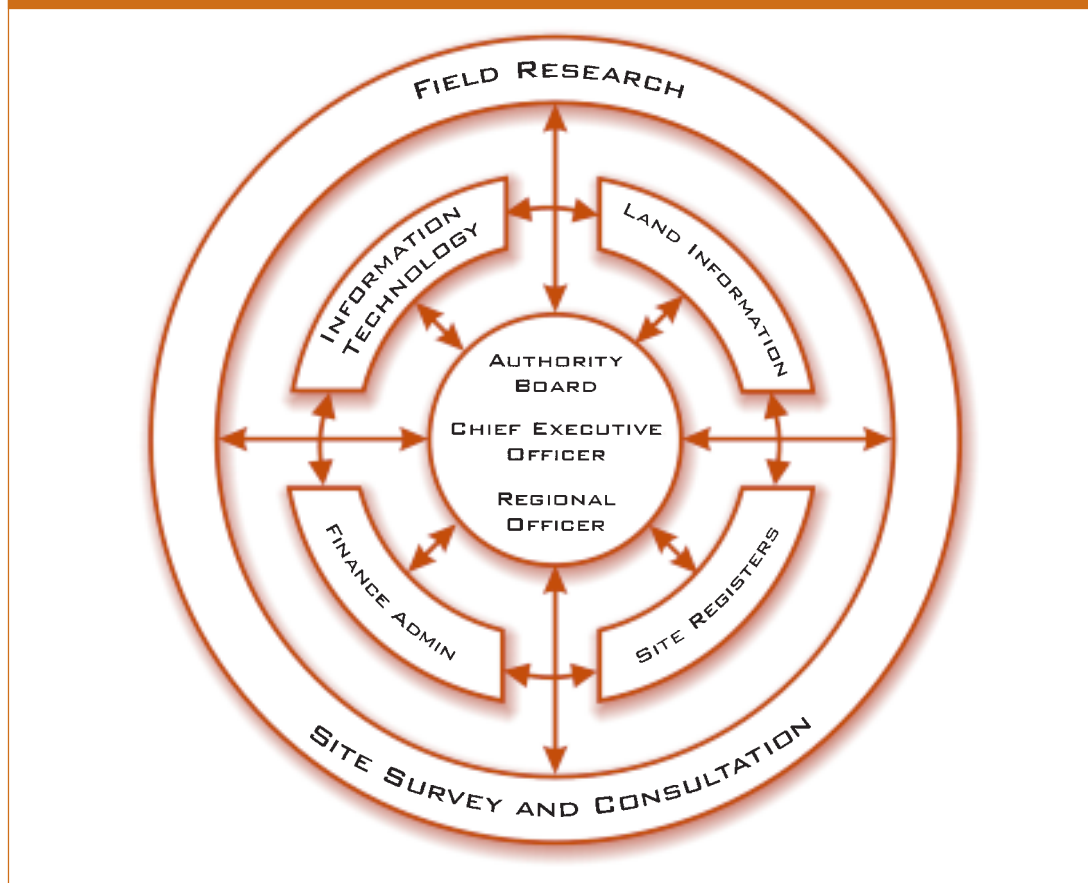 Field Research
Information
Technology
Land Information
Authority
Board
Chief Executive
Officer
Regional
Officer
Finance Admin
Site Registers
Site Survey and Consultation